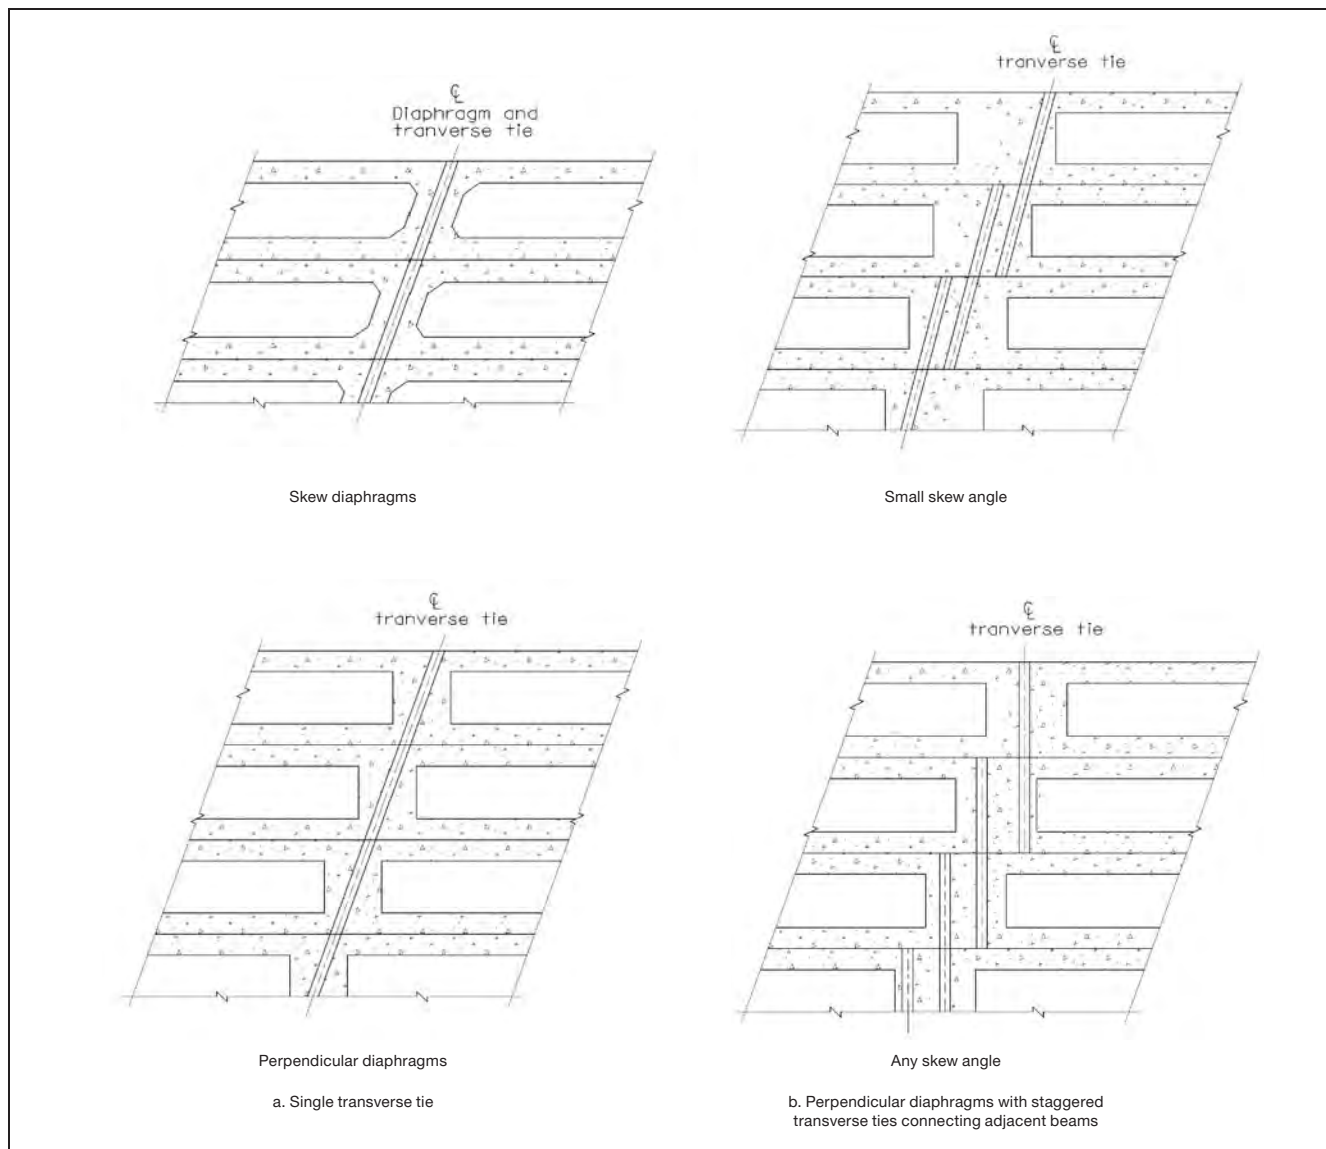 ℄
Diaphragm and
tranverse tie
℄
tranverse tie
Skew diaphragms
Small skew angle
℄
tranverse tie
℄
tranverse tie
Perpendicular diaphragms
Any skew angle
a. Single transverse tie
b. Perpendicular diaphragms with staggered
transverse ties connecting adjacent beams